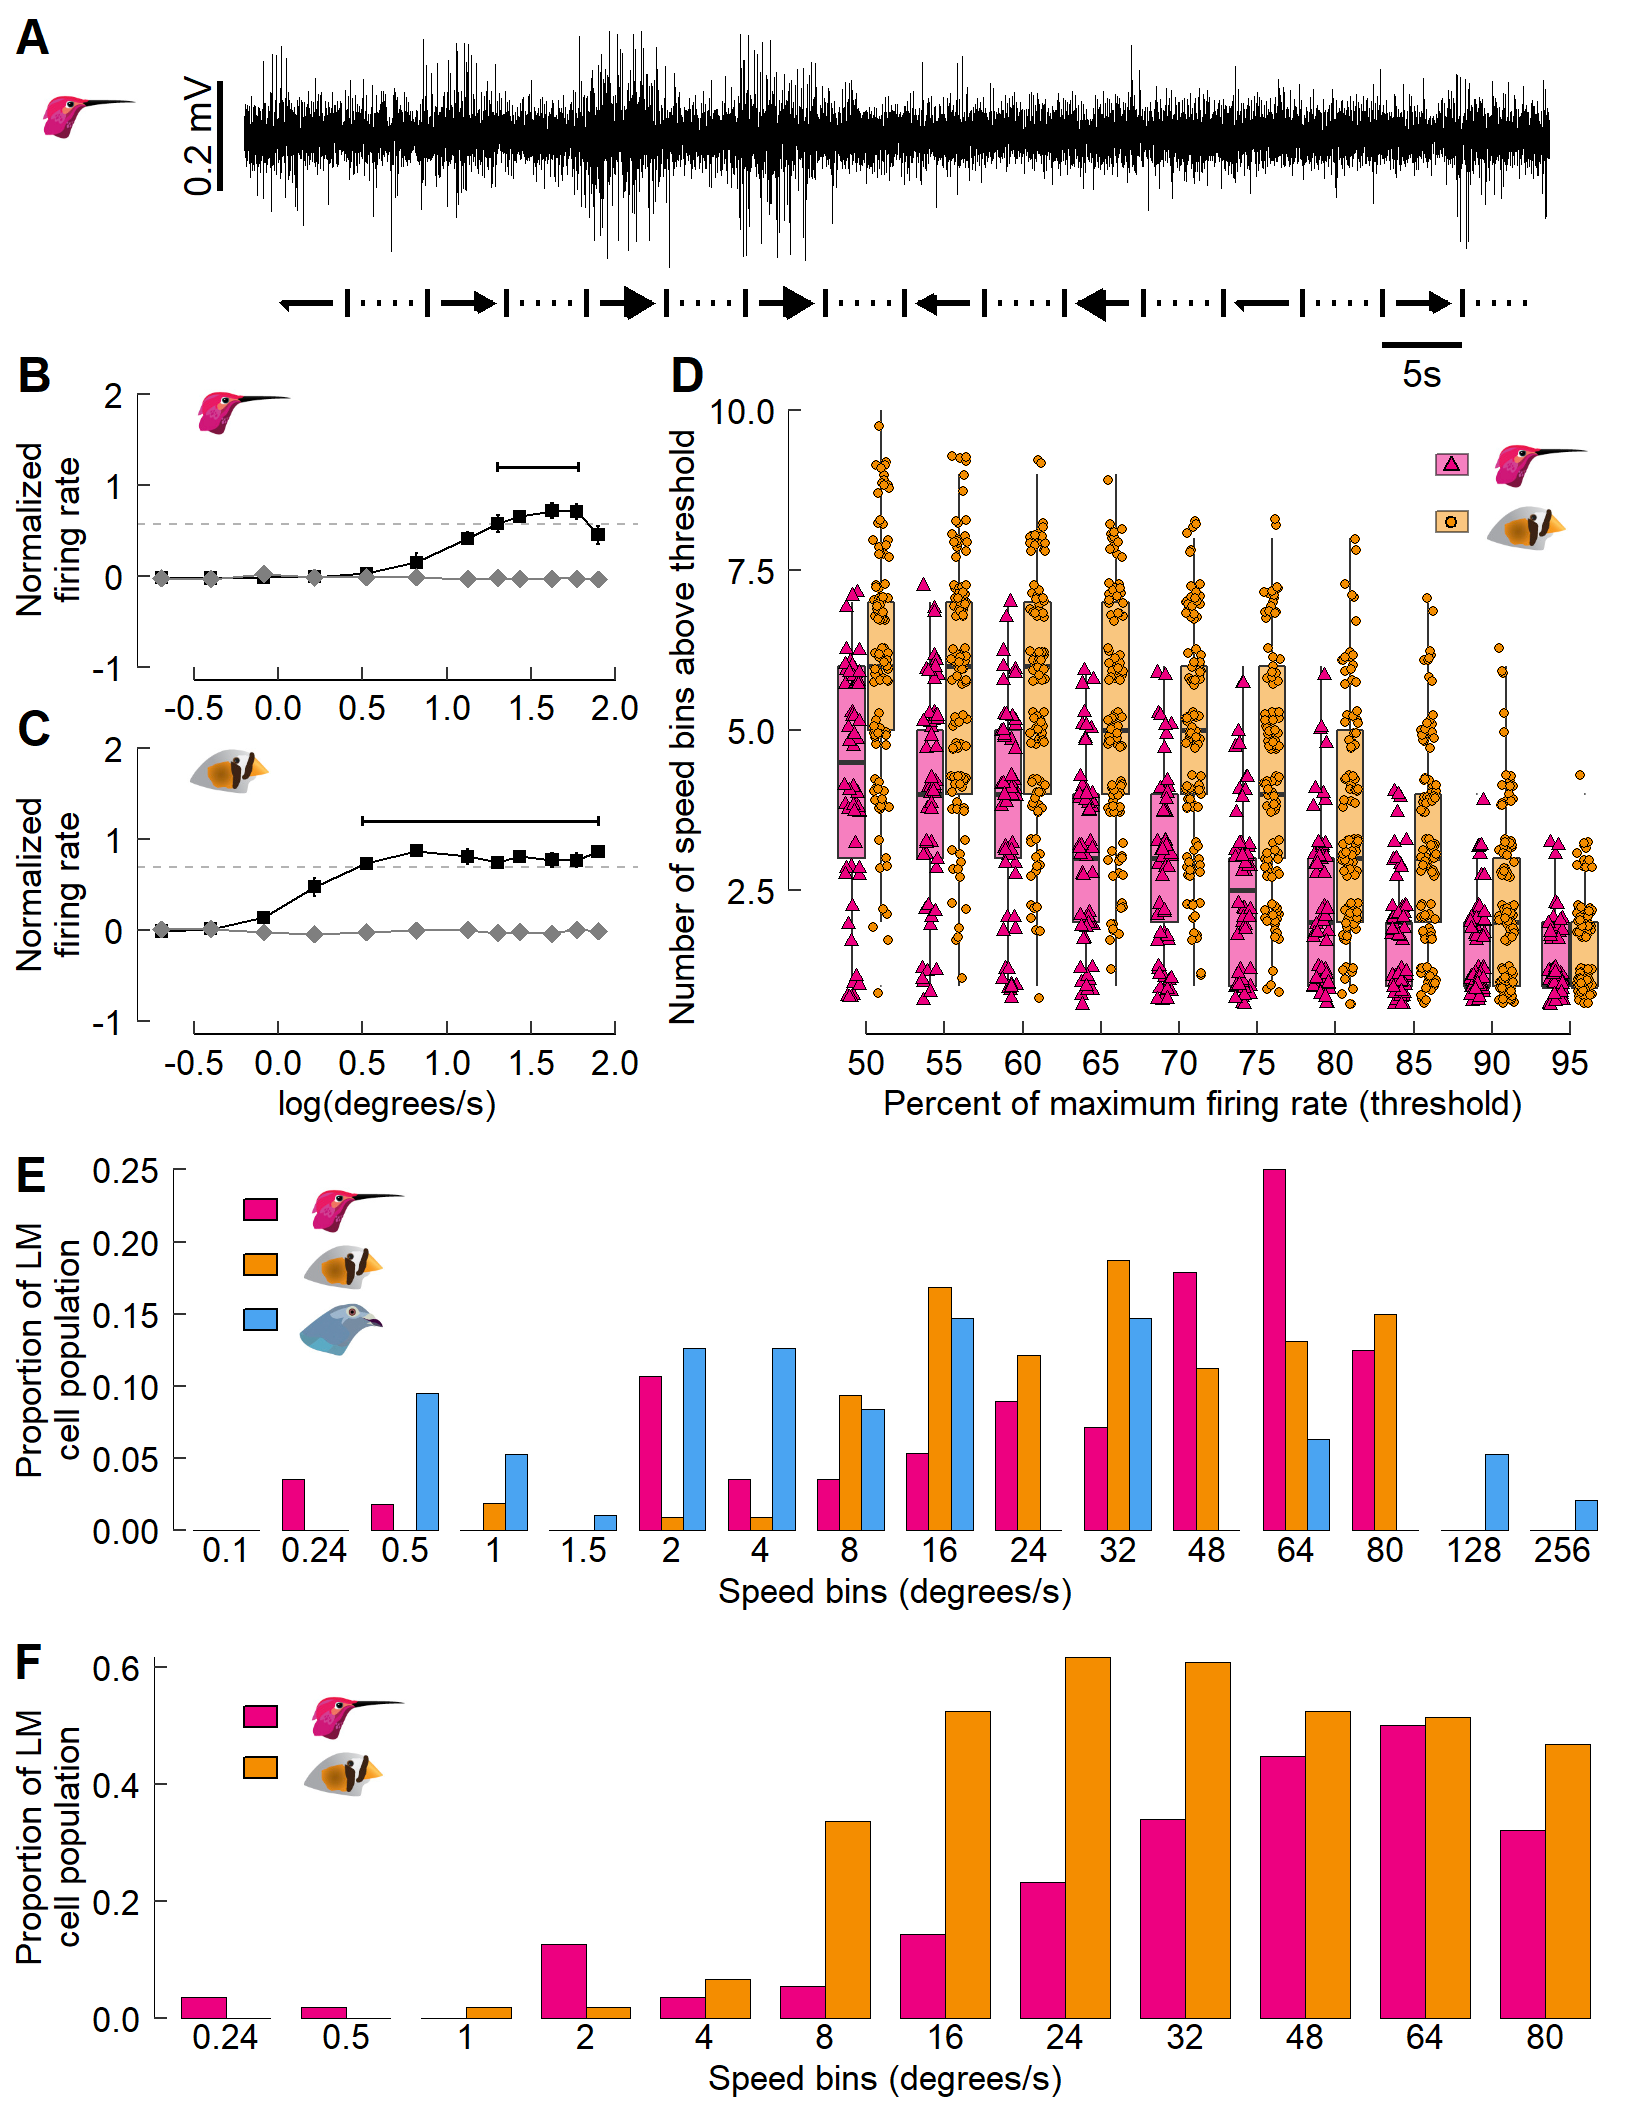 A
0.2 mV
5s
B
Normalized
firing rate
2
1
0
-1
-0.5 0.0 0.5 1.0 1.5 2.0
C
Normalized
firing rate
2
1
0
-1
-0.5 0.0 0.5 1.0 1.5 2.0
log(degrees/s)
D
Number of speed bins above threshold
10.0
7.5
5.0
2.5
50 55 60 65 70 75 80 85 90 95
Percent of maximum firing rate (threshold)
E
Proportion of LM
cell population
0.25
0.20
0.15
0.10
0.05
0.00
0.1 0.24 0.5 1 1.5 2 4 8 16 24 32 48 64 80 128 256
Speed bins (degrees/s)
F
Proportion of LM
cell population
0.6
0.4
0.2
0.0
0.24 0.5 1 2 4 8 16 24 32 48 64 80
Speed bins (degrees/s)